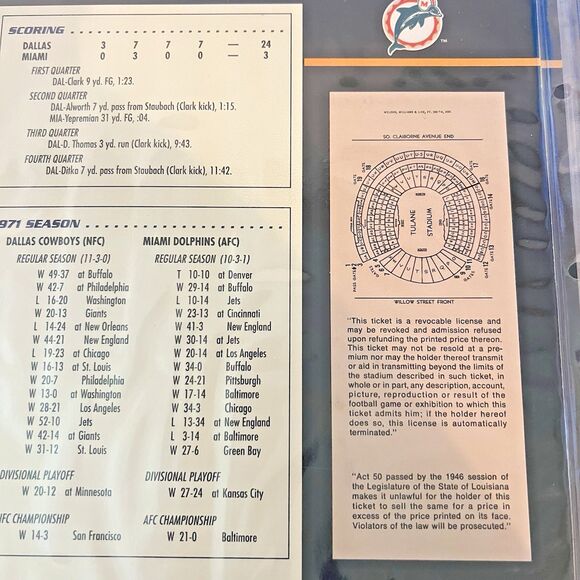 SCORING
DALLAS 3 7 7 7 — 24
MIAMI 0 3 0 0 — 3
FIRST QUARTER
DAL-Clark 9 yd. FG, 1:23.
SECOND QUARTER
DAL-Alworth 7 yd. pass from Staubach (Clark kick), 1:15.
MIA-Yepremian 31 yd. FG, :04.
THIRD QUARTER
DAL-D. Thomas 3 yd. run (Clark kick), 9:43.
FOURTH QUARTER
DAL-Ditka 7 yd. pass from Staubach (Clark kick), 11:42.
971 SEASON
DALLAS COWBOYS (NFC)
REGULAR SEASON (11-3-0)
W 49-37 at Buffalo
W 42-7 at Philadelphia
L 16-20 Washington
W 20-13 Giants
L 14-24 at New Orleans
W 44-21 New England
L 19-23 at Chicago
W 16-13 at St. Louis
W 20-7 Philadelphia
W 13-0 at Washington
W 28-21 Los Angeles
W 52-10 Jets
W 42-14 at Giants
W 31-12 St. Louis
DIVISIONAL PLAYOFF
W 20-12 at Minnesota
NFC CHAMPIONSHIP
W 14-3 San Francisco
MIAMI DOLPHINS (AFC)
REGULAR SEASON (10-3-1)
T 10-10 at Denver
W 29-14 at Buffalo
L 10-14 Jets
W 23-13 at Cincinnati
W 41-3 New England
W 30-14 at Jets
W 20-14 at Los Angeles
W 34-0 Buffalo
W 24-21 Pittsburgh
W 17-14 Baltimore
W 34-3 Chicago
L 13-34 at New England
L 3-14 at Baltimore
W 27-6 Green Bay
DIVISIONAL PLAYOFF
W 27-24 at Kansas City
AFC CHAMPIONSHIP
W 21-0 Baltimore
M
TM
WELDON, WILLIAMS & LICK, FT. SMITH, ARK.
SO. CLAIBORNE AVENUE END
TULANE
STADIUM
WILLOW STREET FRONT
"This ticket is a revocable license and
may be revoked and admission refused
upon refunding the printed price thereon.
This ticket may not be resold at a pre-
mium nor may the holder thereof transmit
or aid in transmitting beyond the limits of
the stadium described in such ticket, in
whole or in part, any description, account,
picture, reproduction or result of the
football game or exhibition to which this
ticket admits him; if the holder hereof
does so, this license is automatically
terminated."
"Act 50 passed by the 1946 session of
the Legislature of the State of Louisiana
makes it unlawful for the holder of this
ticket to sell the same for a price in
excess of the price printed on its face.
Violators of the law will be prosecuted."